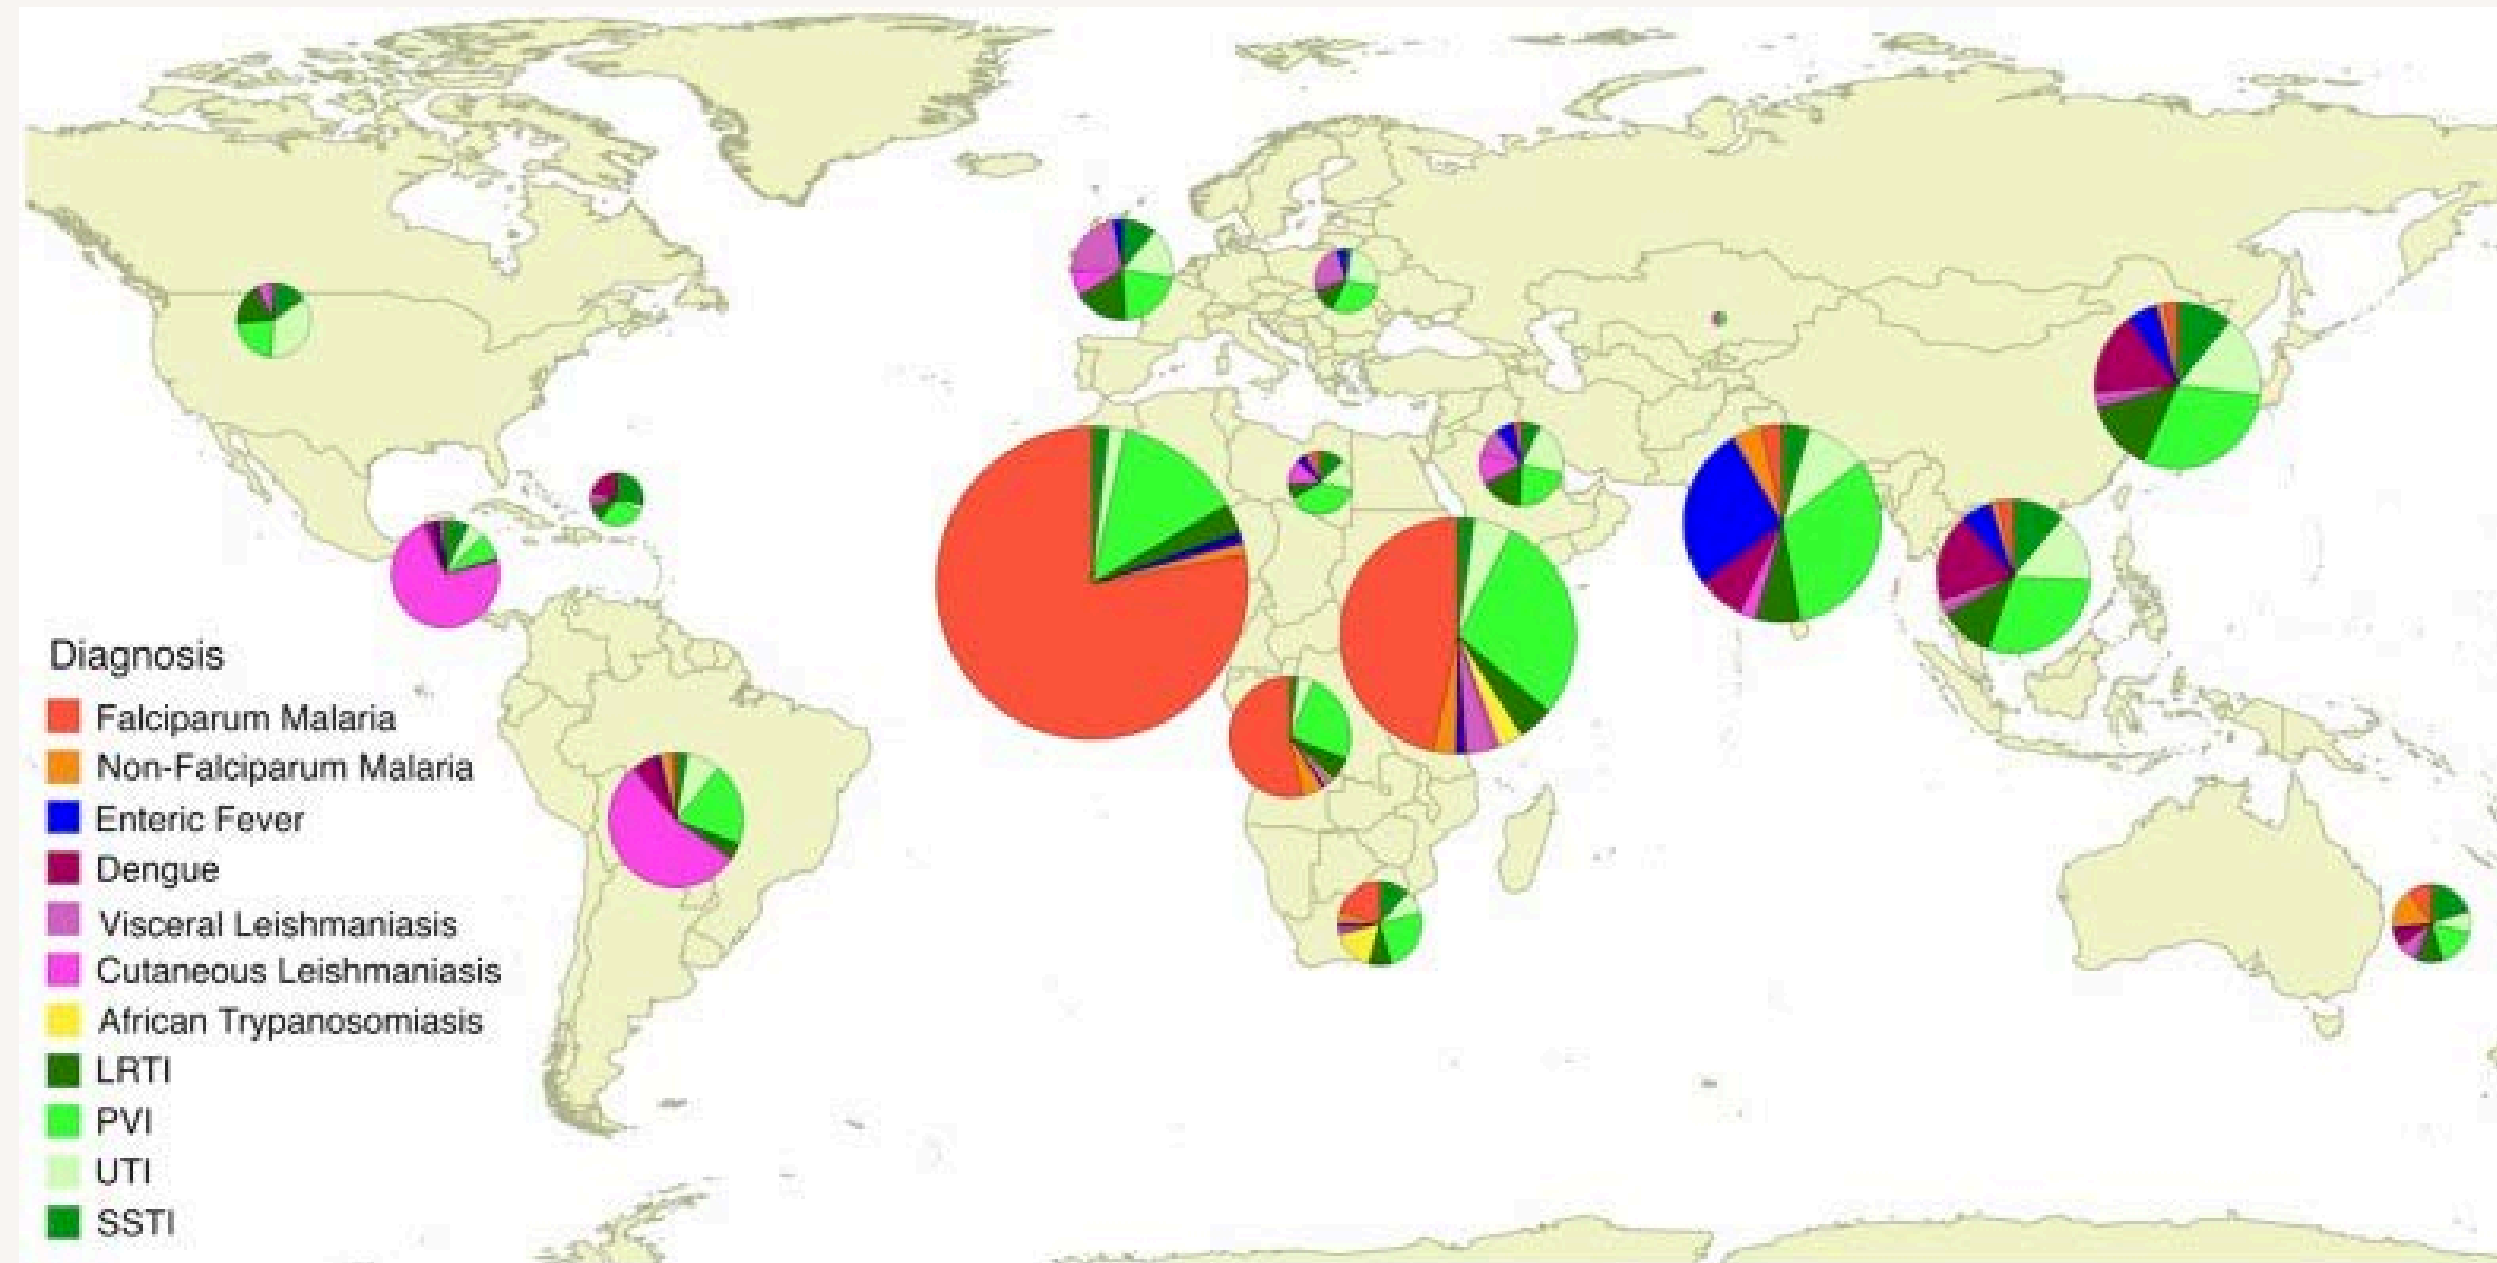 Diagnosis
Falciparum Malaria
Non-Falciparum Malaria
Enteric Fever
Dengue
Visceral Leishmaniasis
Cutaneous Leishmaniasis
African Trypanosomiasis
LRTI
PVI
UTI
SSTI